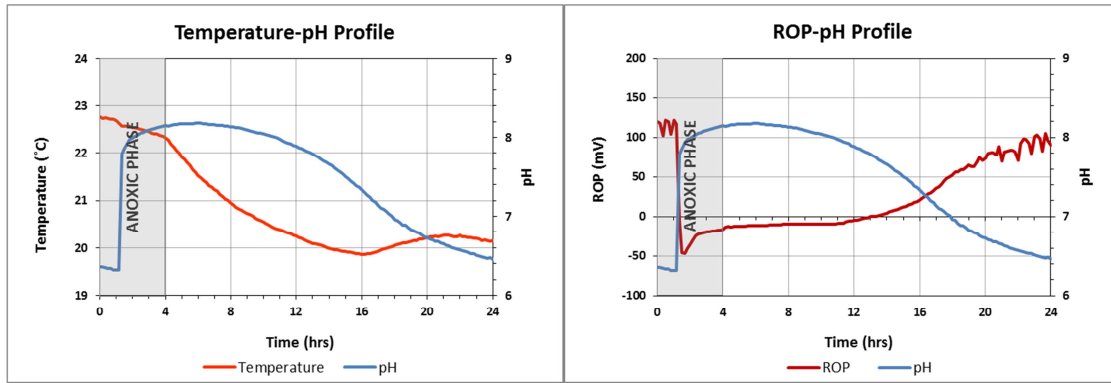 Temperature-pH Profile
24
23
22
21
20
19
Temperature (°C)
9
8
7
6
pH
ANOXIC PHASE
0
4
8
12
16
20
24
Time (hrs)
Temperature
pH
ROP-pH Profile
200
150
100
50
0
-50
-100
ROP (mV)
9
8
7
6
pH
ANOXIC PHASE
0
4
8
12
16
20
24
Time (hrs)
ROP
pH